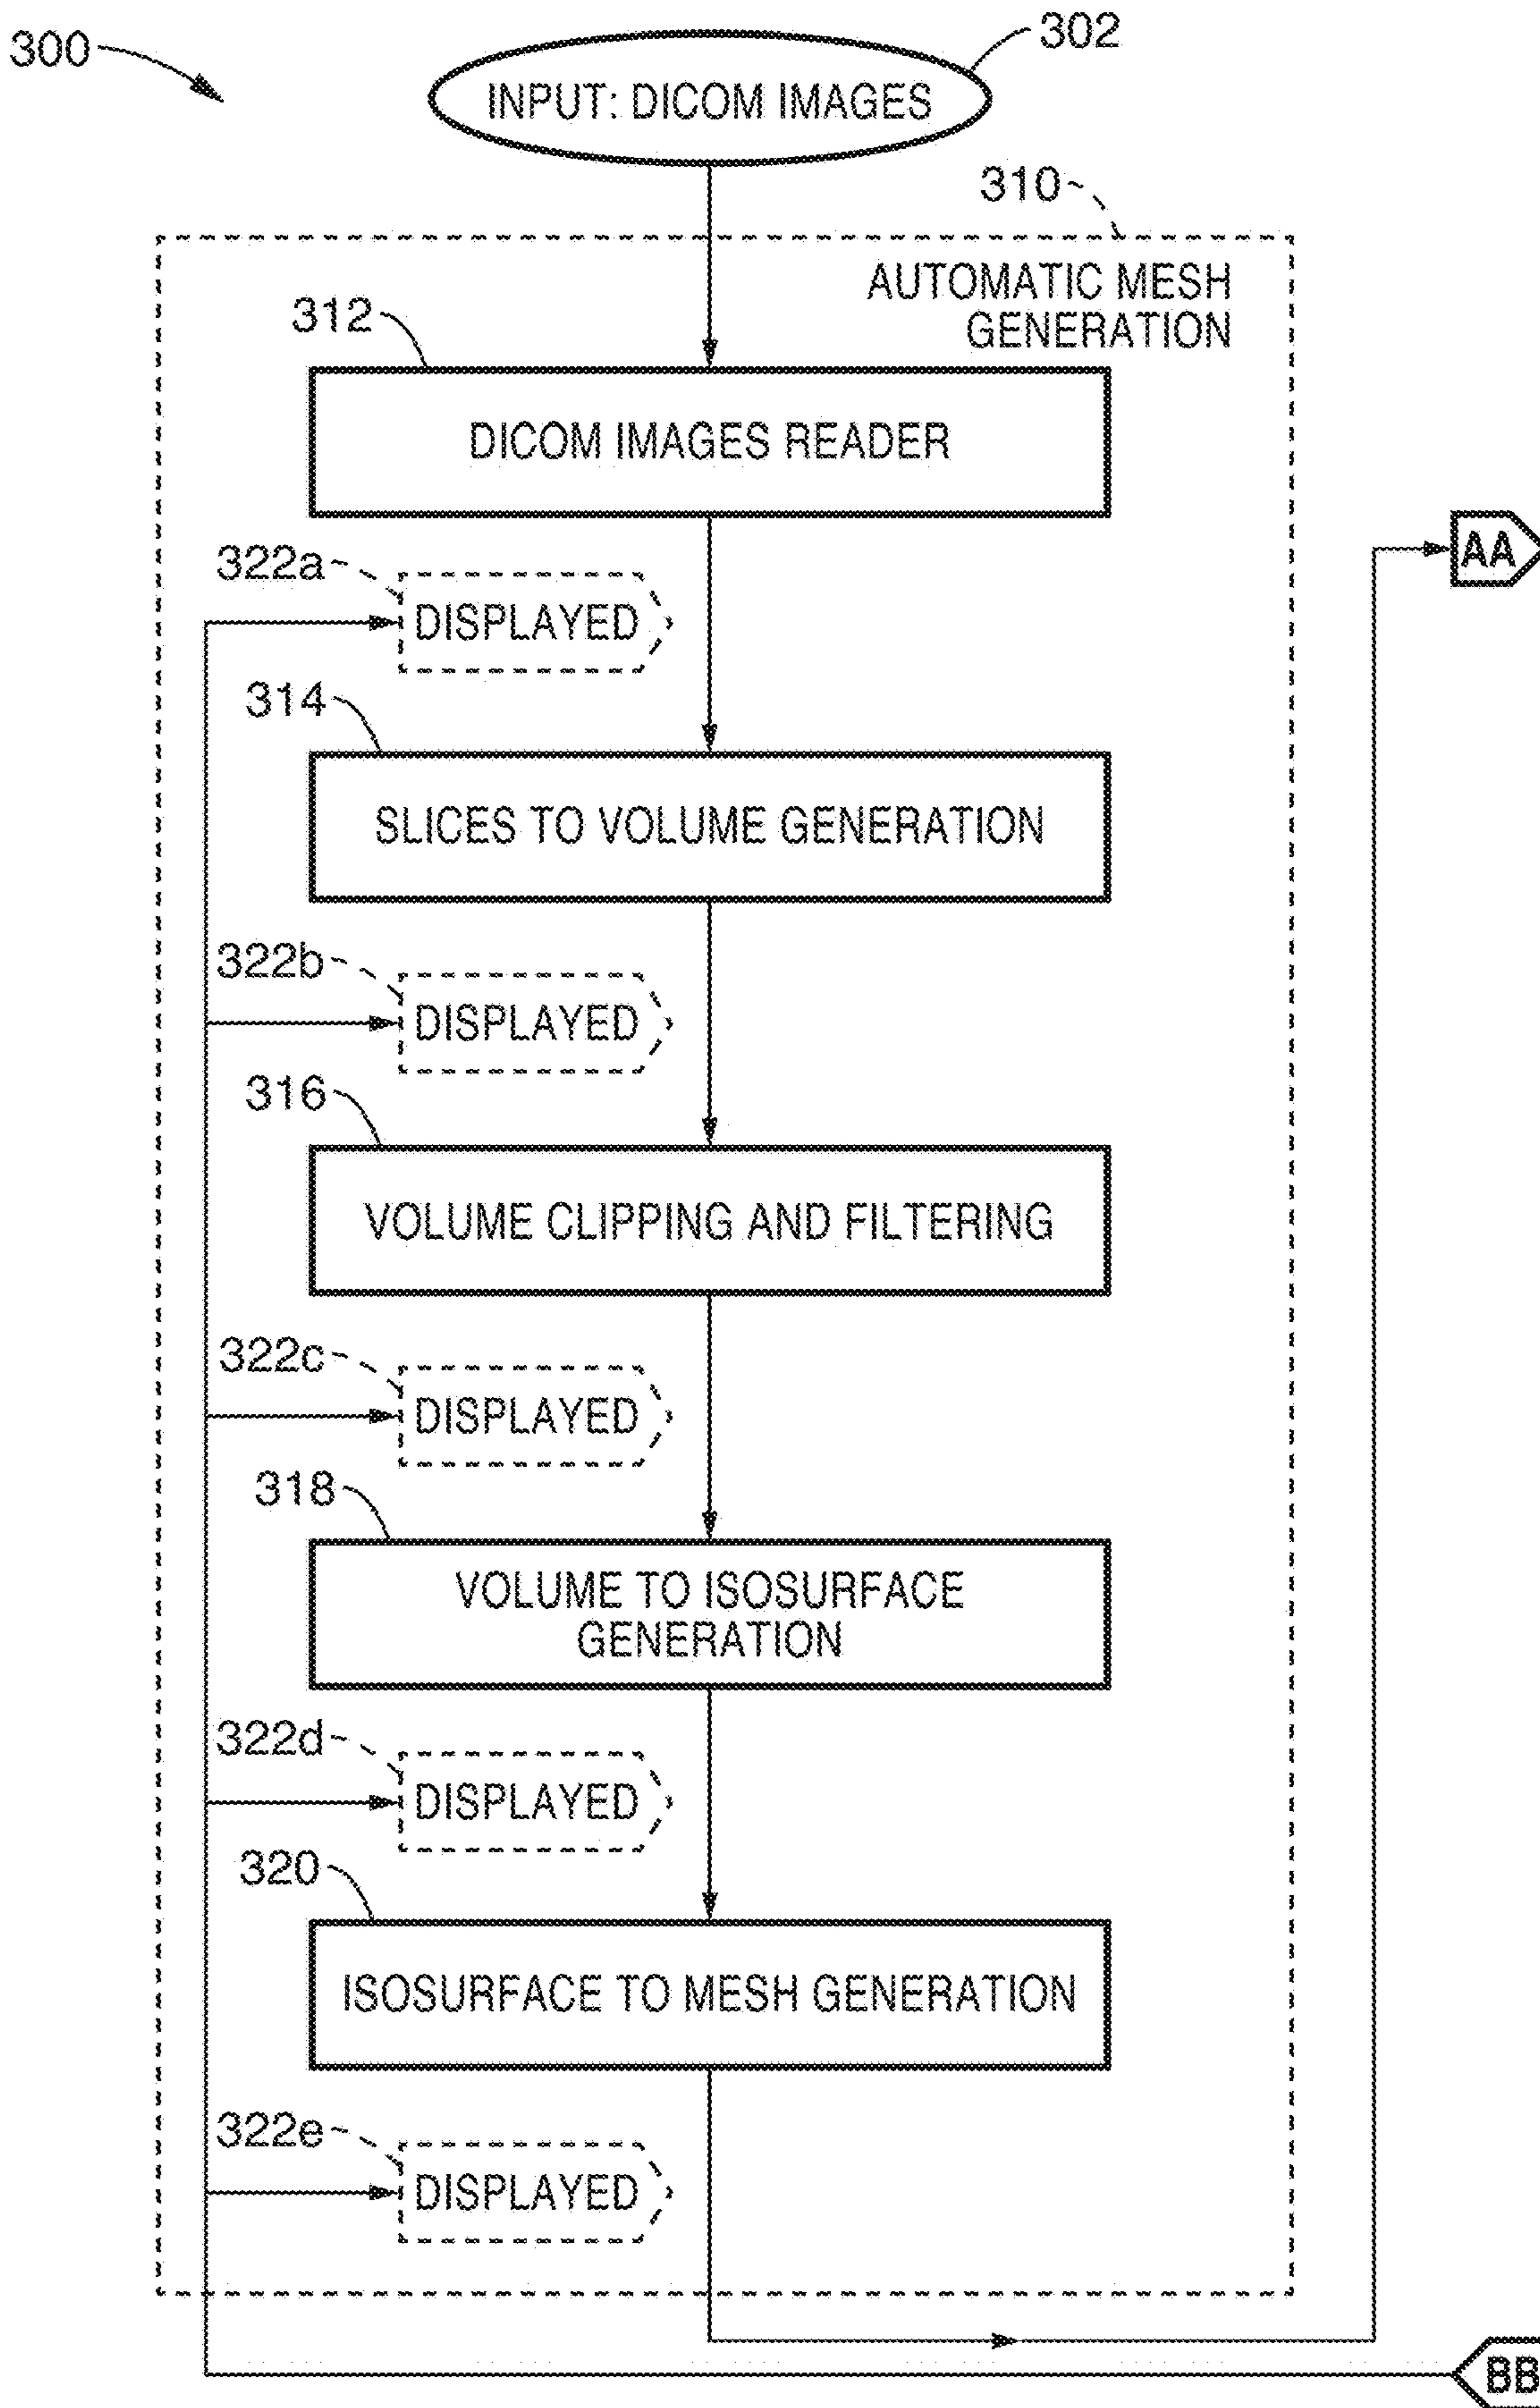 300
302
INPUT: DICOM IMAGES
310
AUTOMATIC MESH
GENERATION
312
DICOM IMAGES READER
322a
DISPLAYED
AA
314
SLICES TO VOLUME GENERATION
322b
DISPLAYED
316
VOLUME CLIPPING AND FILTERING
322c
DISPLAYED
318
VOLUME TO ISOSURFACE
GENERATION
322d
DISPLAYED
320
ISOSURFACE TO MESH GENERATION
322e
DISPLAYED
BB